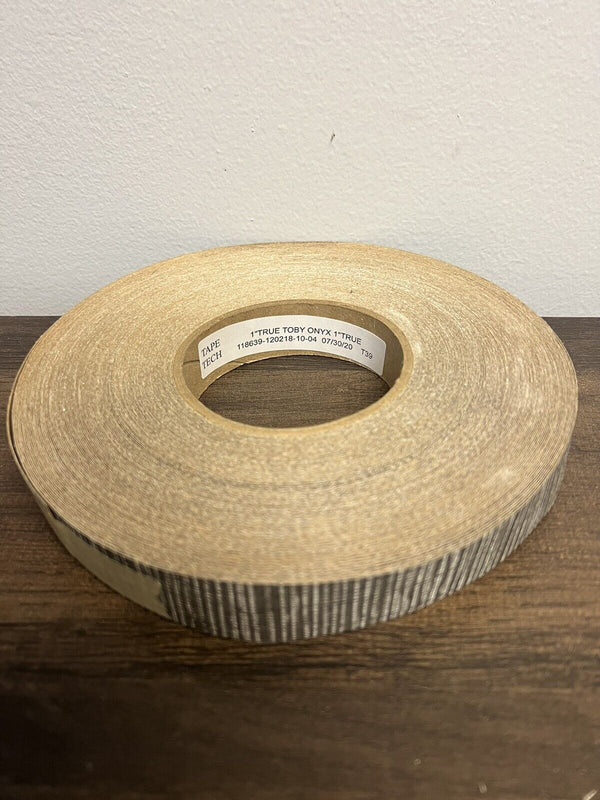 TAPE
TECH
1"TRUE TOBY ONYX 1"TRUE
118639-120218-10-04 07/30/20 T39